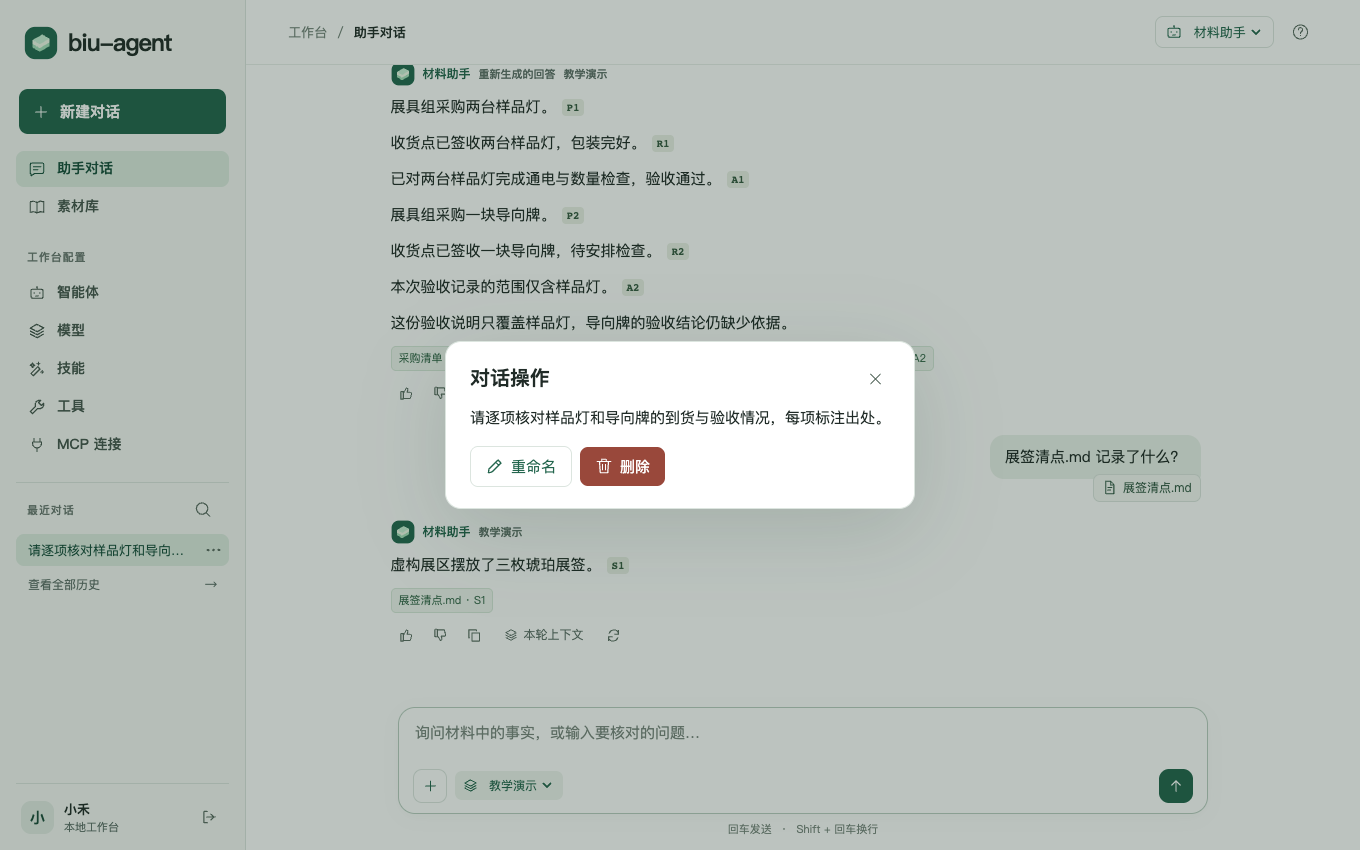 biu-agent
新建对话
助手对话
素材库
工作台配置
智能体
模型
技能
工具
MCP 连接
最近对话
请逐项核对样品灯和导向...
查看全部历史
小
小禾
本地工作台
工作台 / 助手对话
材料助手
材料助手 重新生成的回答 教学演示
展具组采购两台样品灯。 P1
收货点已签收两台样品灯，包装完好。 R1
已对两台样品灯完成通电与数量检查，验收通过。 A1
展具组采购一块导向牌。 P2
收货点已签收一块导向牌，待安排检查。 R2
本次验收记录的范围仅含样品灯。 A2
这份验收说明只覆盖样品灯，导向牌的验收结论仍缺少依据。
采购清单
A2
对话操作
请逐项核对样品灯和导向牌的到货与验收情况，每项标注出处。
重命名
删除
展签清点.md 记录了什么？
展签清点.md
材料助手 教学演示
虚构展区摆放了三枚琥珀展签。 S1
展签清点.md · S1
本轮上下文
询问材料中的事实，或输入要核对的问题...
教学演示
回车发送 · Shift + 回车换行